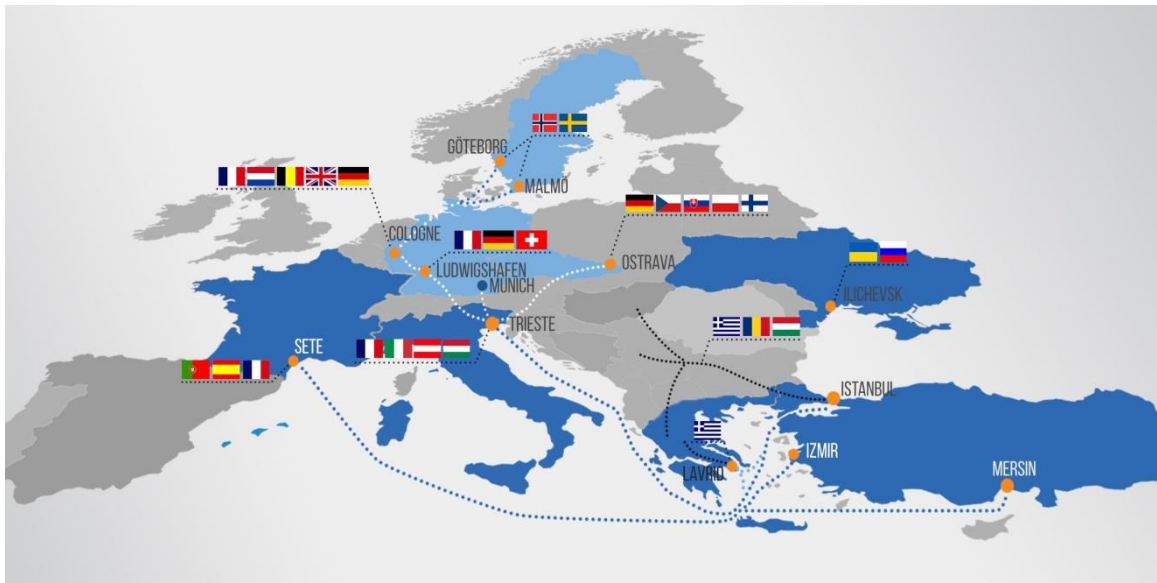 GÖTEBORG
MALMÖ
COLOGNE
LUDWIGSHAFEN
OSTRAVA
MUNICH
ILICHEVSK
TRIESTE
SETE
ISTANBUL
IZMIR
LAVRIO
MERSIN